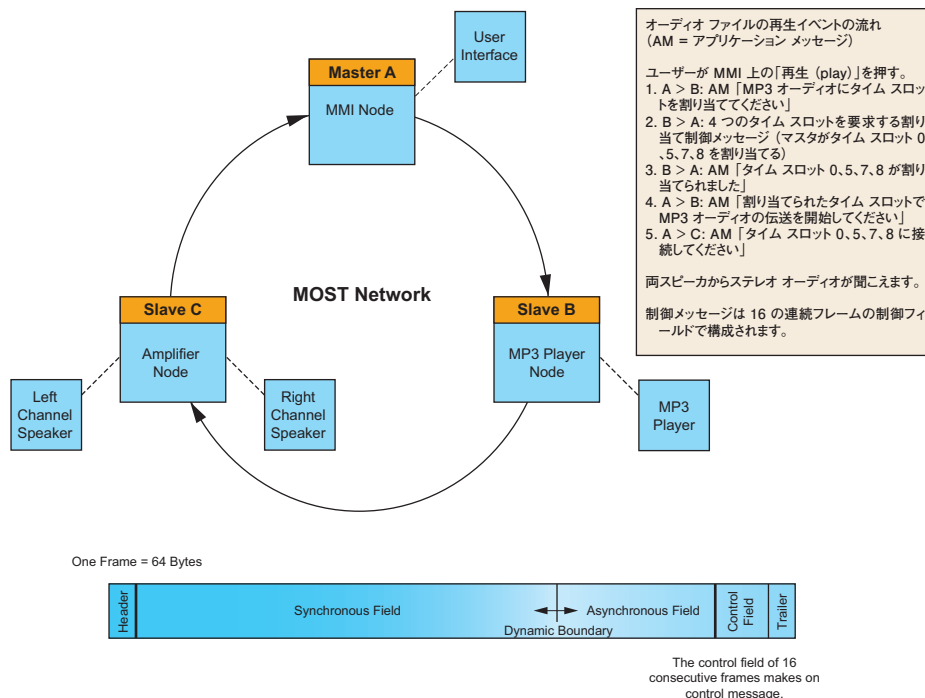 User
Interface
Master A
MMI Node
MOST Network
Slave C
Amplifier
Node
Slave B
MP3 Player
Node
Left
Channel
Speaker
Right
Channel
Speaker
MP3
Player
オーディオ ファイルの再生イベントの流れ
(AM = アプリケーション メッセージ)
ユーザーが MMI 上の「再生 (play)」を押す。
1. A > B: AM「MP3 オーディオにタイム スロッ
トを割り当ててください」
2. B > A: 4 つのタイム スロットを要求する割り
当て制御メッセージ (マスタがタイム スロット 0
、5、7、8 を割り当てる)
3. B > A: AM「タイム スロット 0、5、7、8 が割り
当てられました」
4. A > B: AM「割り当てられたタイム スロットで
MP3 オーディオの伝送を開始してください」
5. A > C: AM「タイム スロット 0、5、7、8 に接
続してください」
両スピーカからステレオ オーディオが聞こえます。
制御メッセージは 16 の連続フレームの制御フィ
ールドで構成されます。
One Frame = 64 Bytes
Header
Synchronous Field
Asynchronous Field
Control
Field
Trailer
Dynamic Boundary
The control field of 16
consecutive frames makes on
control message.